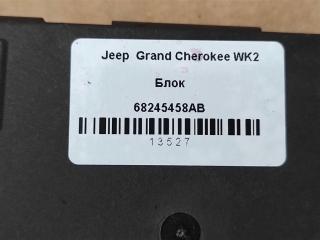 Jeep Grand Cherokee WK2
Блок
68245458AB
13527